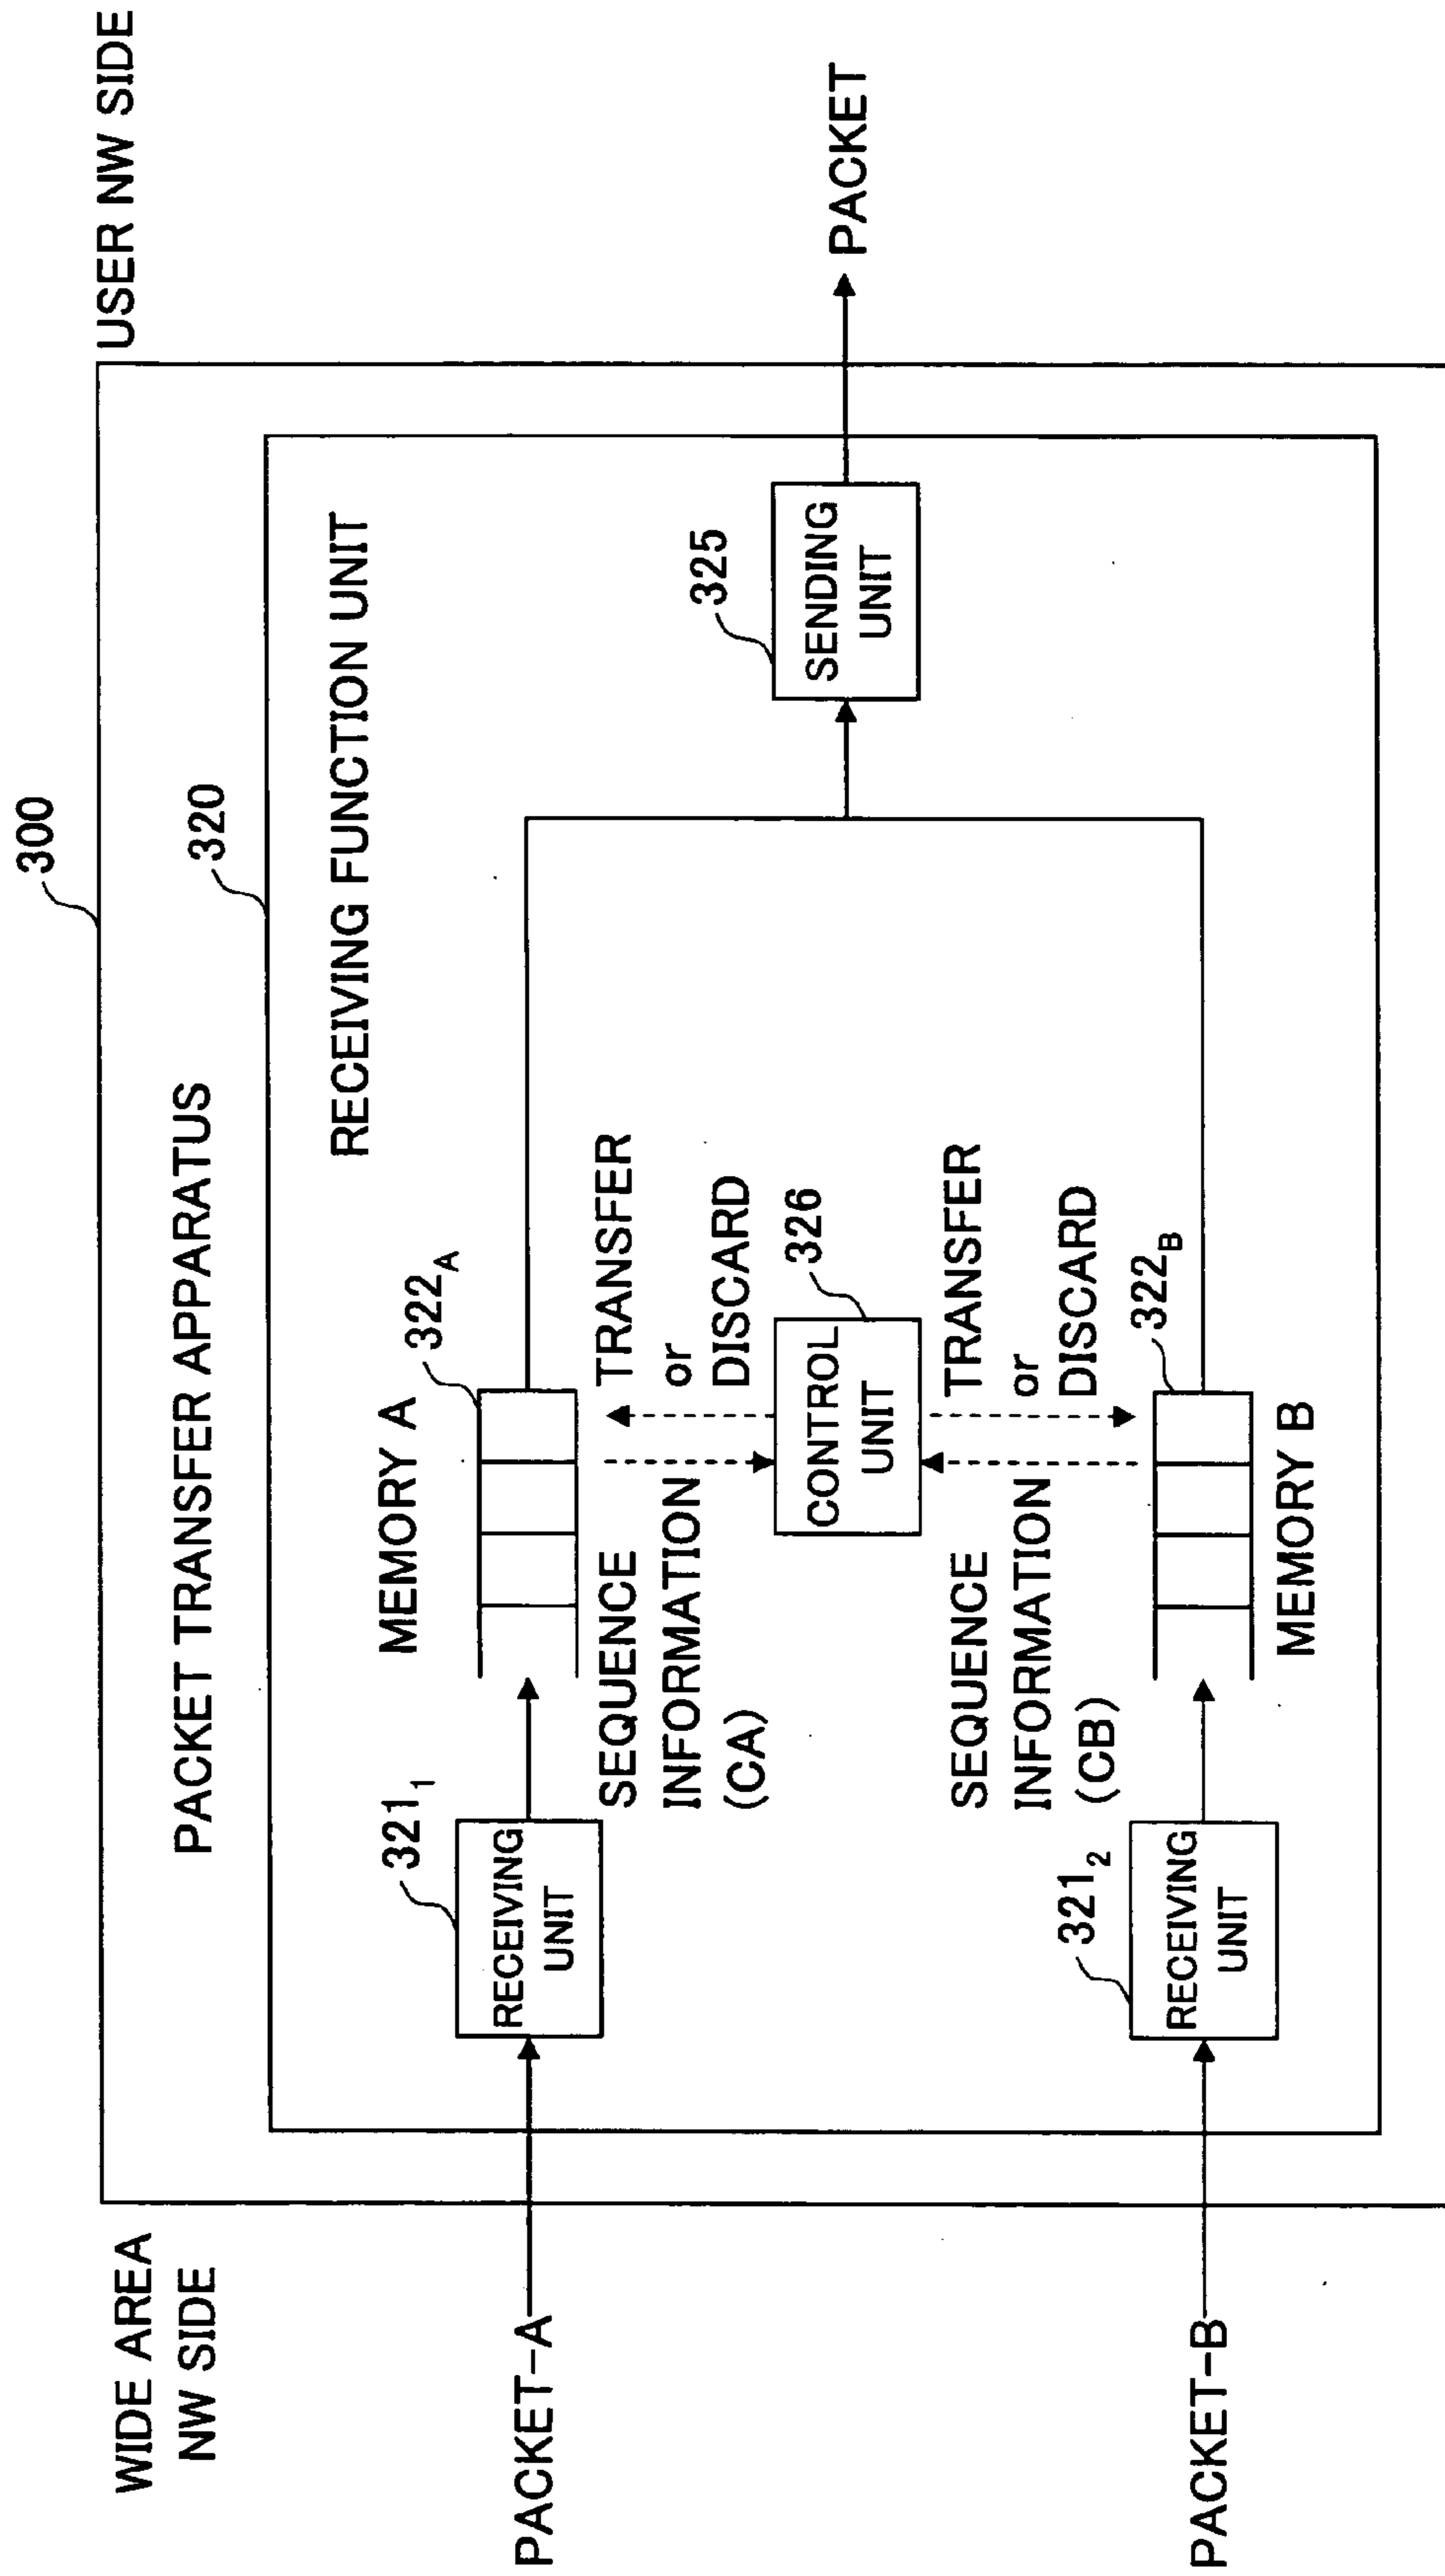 300
WIDE AREA
NW SIDE
USER NW SIDE
PACKET TRANSFER APPARATUS
320
RECEIVING FUNCTION UNIT
MEMORY A
322A
321₁
RECEIVING
UNIT
PACKET-A
SEQUENCE
INFORMATION
(CA)
TRANSFER
or
DISCARD
326
CONTROL
UNIT
325
SENDING
UNIT
PACKET
SEQUENCE
INFORMATION
(CB)
TRANSFER
or
DISCARD
322B
321₂
RECEIVING
UNIT
PACKET-B
MEMORY B